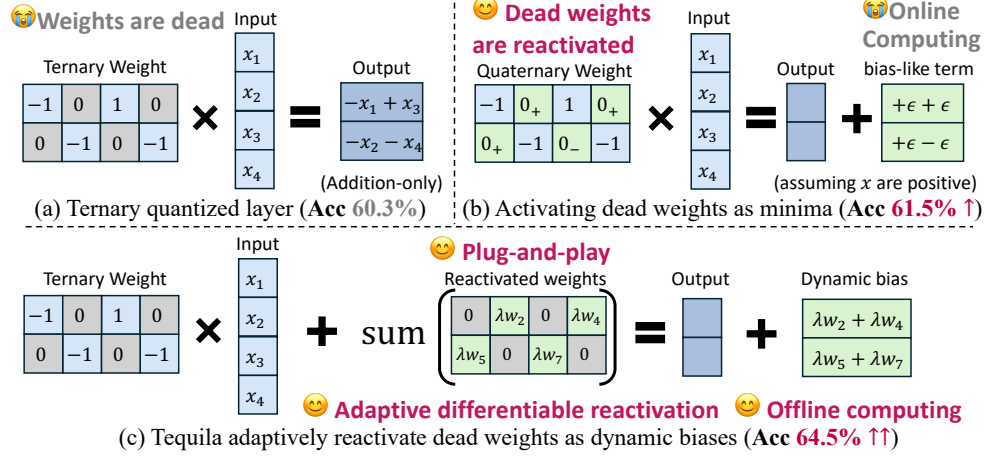 Weights are dead
Ternary Weight
Input
Output
−1 0 1 0
0 −1 0 −1
×
x₁
x₂
x₃
x₄
=
−x₁ + x₃
−x₂ − x₄
(Addition-only)
(a) Ternary quantized layer (Acc 60.3%)
Dead weights
are reactivated
Online
Computing
Quaternary Weight
Input
Output
bias-like term
−1 0₊ 1 0₊
0₊ −1 0₋ −1
×
x₁
x₂
x₃
x₄
=
+
+ϵ + ϵ
+ϵ − ϵ
(assuming x are positive)
(b) Activating dead weights as minima (Acc 61.5% ↑)
Plug-and-play
Ternary Weight
Input
Reactivated weights
Output
Dynamic bias
−1 0 1 0
0 −1 0 −1
×
x₁
x₂
x₃
x₄
+
sum
0 λw₂ 0 λw₄
λw₅ 0 λw₇ 0
=
+
λw₂ + λw₄
λw₅ + λw₇
Adaptive differentiable reactivation
Offline computing
(c) Tequila adaptively reactivate dead weights as dynamic biases (Acc 64.5% ↑↑)